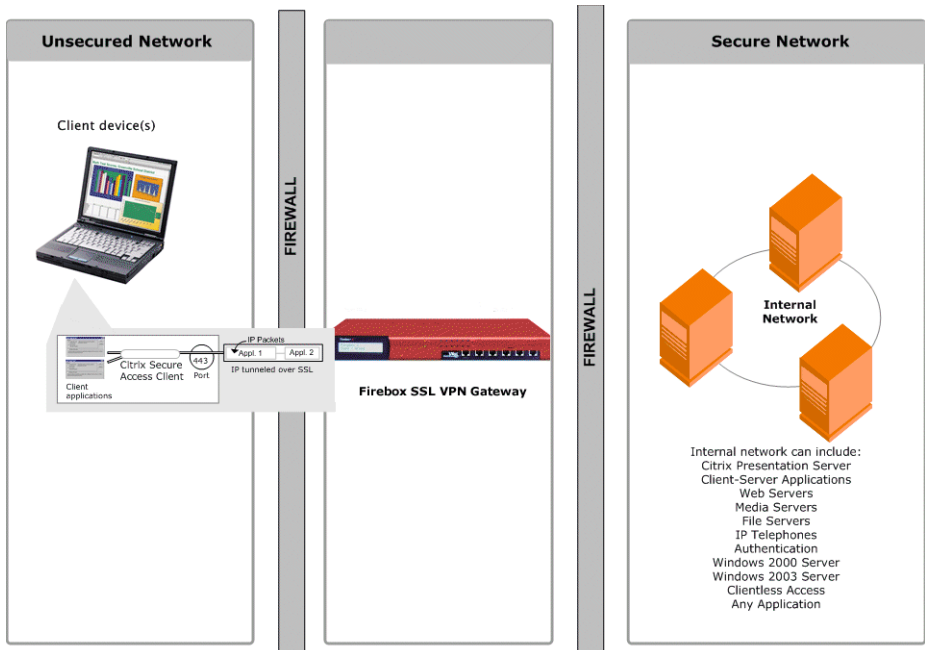 Unsecured Network
Client device(s)
Client
applications
Citrix Secure
Access Client
443
Port
IP Packets
Appl. 1
Appl. 2
IP tunneled over SSL
FIREWALL
Firebox SSL VPN Gateway
FIREWALL
Secure Network
Internal
Network
Internal network can include:
Citrix Presentation Server
Client-Server Applications
Web Servers
Media Servers
File Servers
IP Telephones
Authentication
Windows 2000 Server
Windows 2003 Server
Clientless Access
Any Application